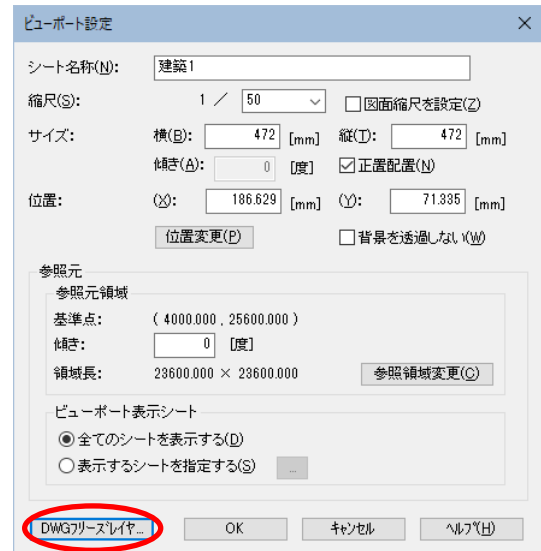 ビューポート設定
シート名称(N): 建築1
縮尺(S): 1 ／ 50 図面縮尺を設定(Z)
サイズ: 横(B): 472 [mm] 縦(T): 472 [mm]
傾き(A): 0 [度] 正置配置(N)
位置: (X): 186.629 [mm] (Y): 71.335 [mm]
位置変更(P) 背景を透過しない(W)
参照元
参照元領域
基準点: ( 4000.000 , 25600.000 )
傾き: 0 [度]
領域長: 23600.000 × 23600.000 参照領域変更(C)
ビューポート表示シート
全てのシートを表示する(D)
表示するシートを指定する(S) ...
DWGフリーズレイヤ... OK キャンセル ヘルプ(H)